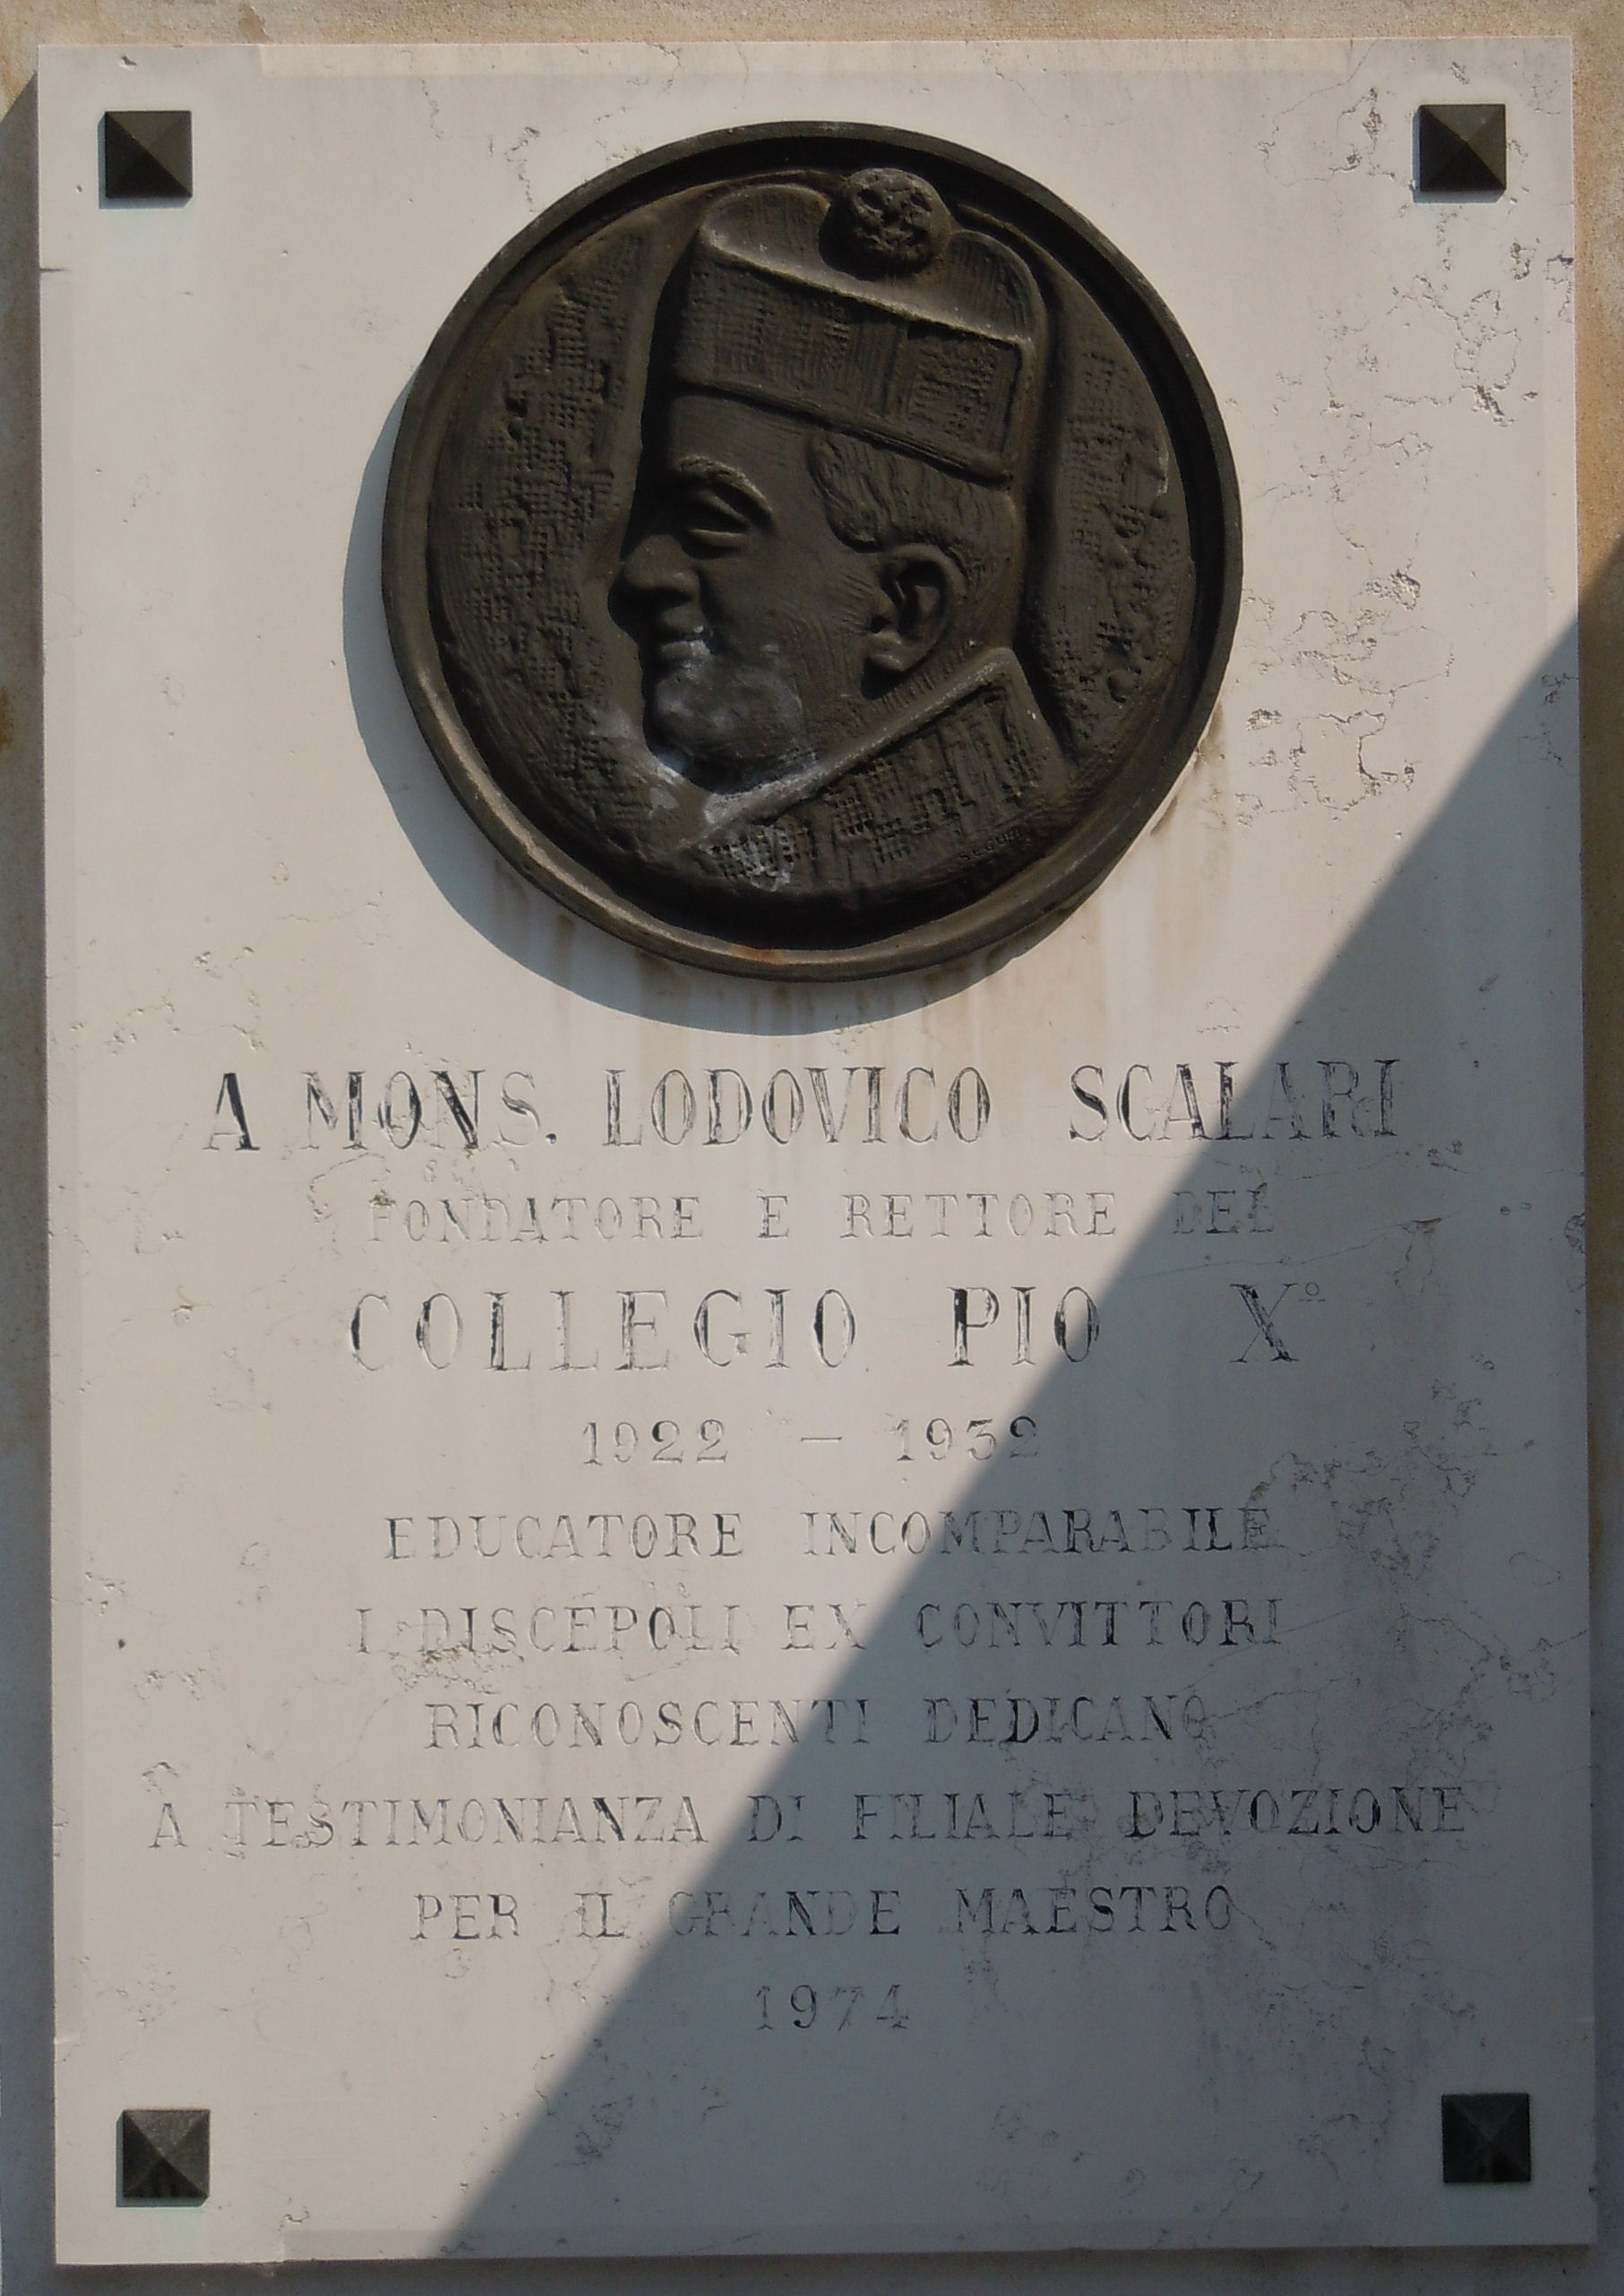 A MONS. LODOVICO SCALARI
FONDATORE E RETTORE DEL
COLLEGIO PIO Xº
1922 – 1932
EDUCATORE INCOMPARABILE
I DISCEPOLI EX CONVITTORI
RICONOSCENTI DEDICANO
A TESTIMONIANZA DI FILIALE DEVOZIONE
PER IL GRANDE MAESTRO
1974